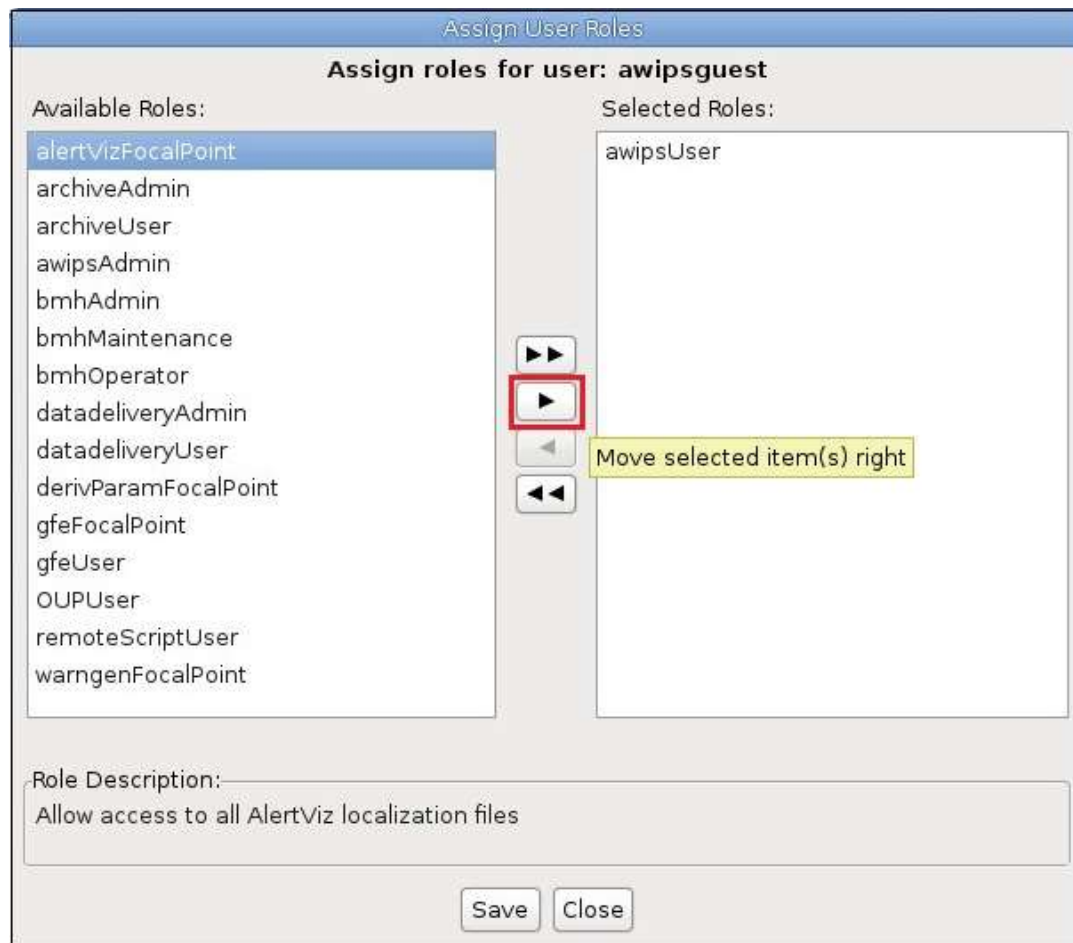 Assign User Roles
Assign roles for user: awipsguest
Available Roles:
alertVizFocalPoint
archiveAdmin
archiveUser
awipsAdmin
bmhAdmin
bmhMaintenance
bmhOperator
datadeliveryAdmin
datadeliveryUser
derivParamFocalPoint
gfeFocalPoint
gfeUser
OUPUser
remoteScriptUser
warngenFocalPoint
Selected Roles:
awipsUser
Move selected item(s) right
Role Description:
Allow access to all AlertViz localization files
Save Close